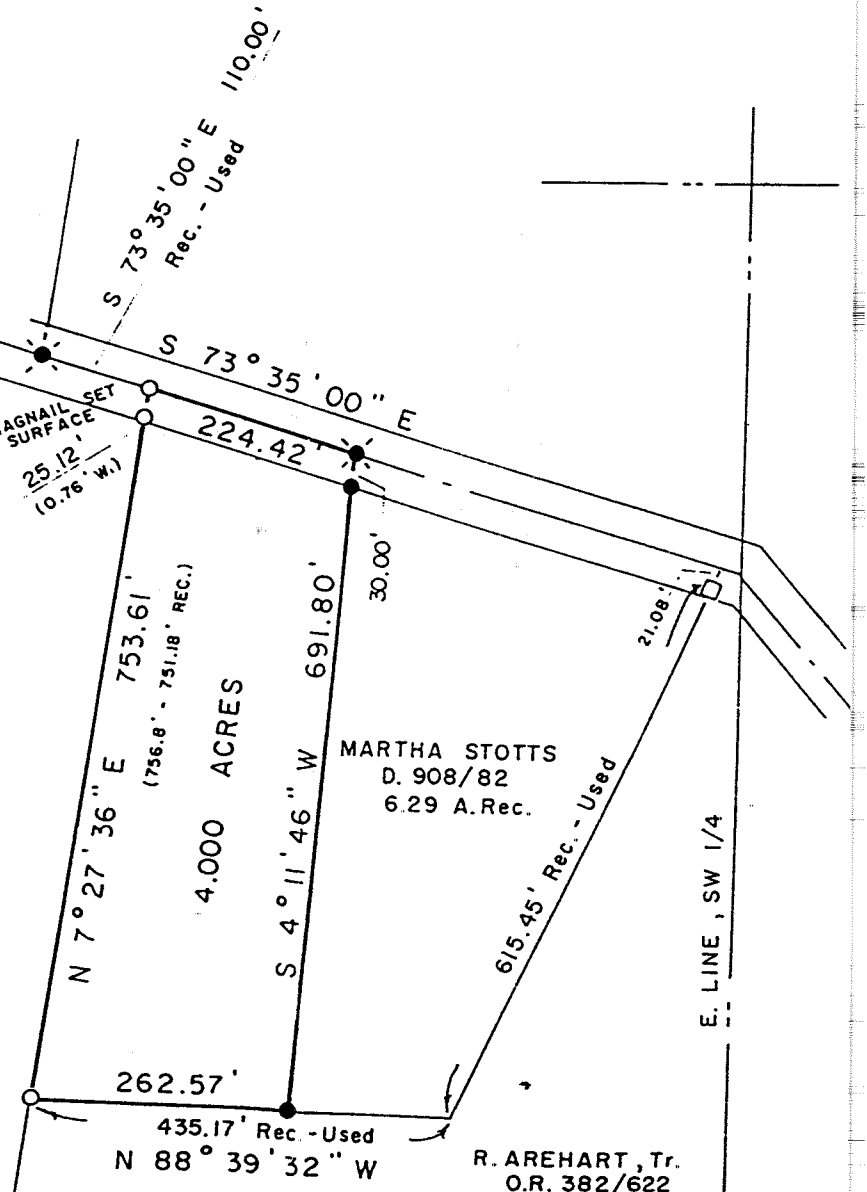 S 73° 35' 00" E 110.00'
Rec. - Used
S 73° 35' 00" E
224.42'
AGNAIL SET
SURFACE
25.12'
(0.76' W.)
30.00'
21.08'
N 7° 27' 36" E 753.61'
(756.8' - 751.18' REC.)
4.000 ACRES
S 4° 11' 46" W 691.80'
MARTHA STOTTS
D. 908/82
6.29 A.Rec.
615.45' Rec. - Used
E. LINE, SW 1/4
262.57'
435.17' Rec. - Used
N 88° 39' 32" W
R. AREHART, Tr.
O.R. 382/622